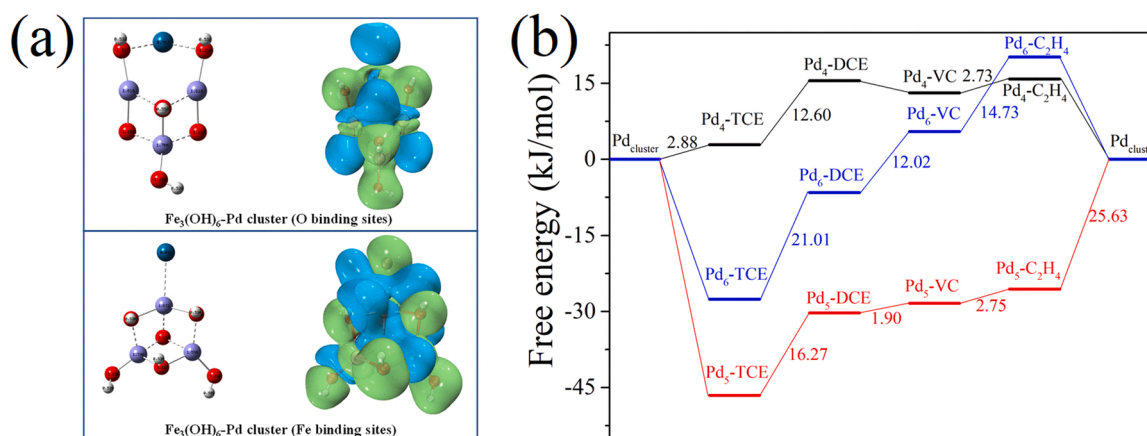 (a)
Fe₃(OH)₆-Pd cluster (O binding sites)
Fe₃(OH)₆-Pd cluster (Fe binding sites)
(b)
Free energy (kJ/mol)
15
0
-15
-30
-45
Pd_cluster
2.88
Pd₄-TCE
12.60
Pd₄-DCE
Pd₄-VC
2.73
Pd₄-C₂H₄
Pd₆-TCE
21.01
Pd₆-DCE
12.02
Pd₆-VC
14.73
Pd₆-C₂H₄
Pd₅-TCE
16.27
Pd₅-DCE
1.90
Pd₅-VC
2.75
Pd₅-C₂H₄
25.63
Pd_clust